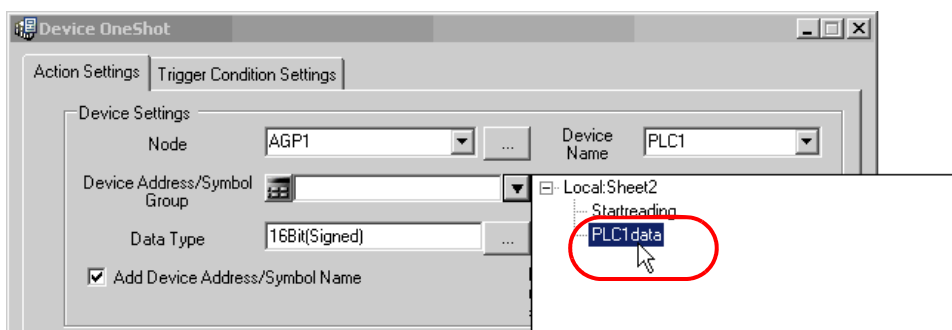 Device OneShot
Action Settings
Trigger Condition Settings
Device Settings
Node
AGP1
...
Device
Name
PLC1
Device Address/Symbol
Group
Local:Sheet2
Startreading
PLC1data
Data Type
16Bit(Signed)
...
Add Device Address/Symbol Name